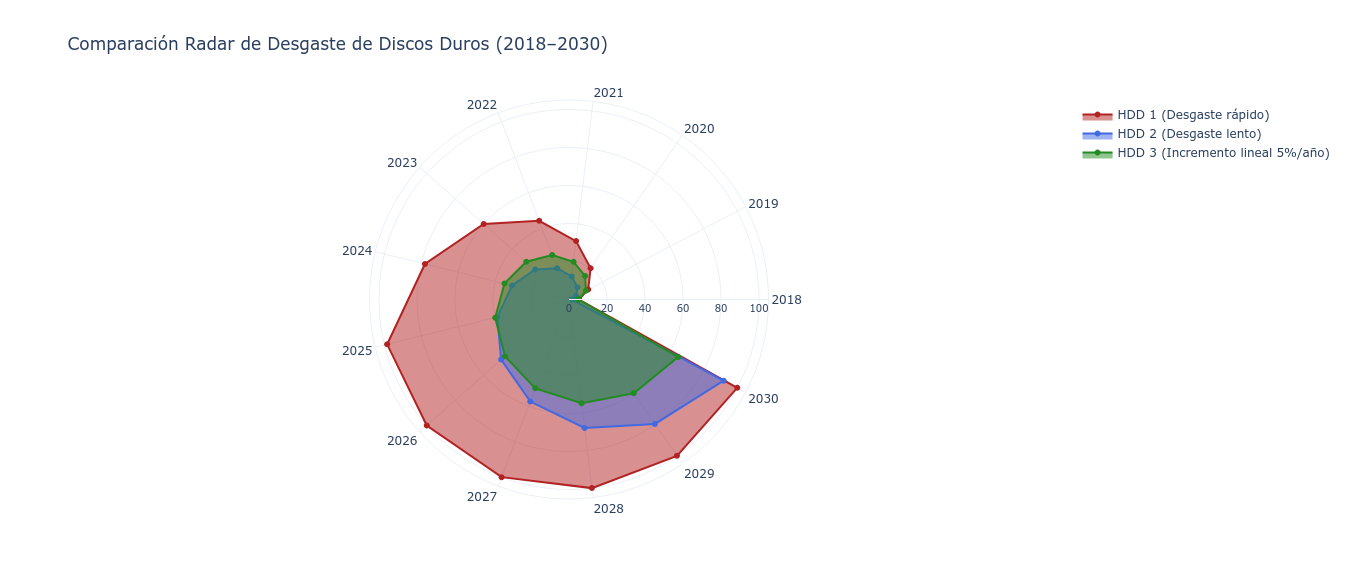 Comparación Radar de Desgaste de Discos Duros (2018–2030)
HDD 1 (Desgaste rápido)
HDD 2 (Desgaste lento)
HDD 3 (Incremento lineal 5%/año)
2018
2019
2020
2021
2022
2023
2024
2025
2026
2027
2028
2029
2030
0 20 40 60 80 100